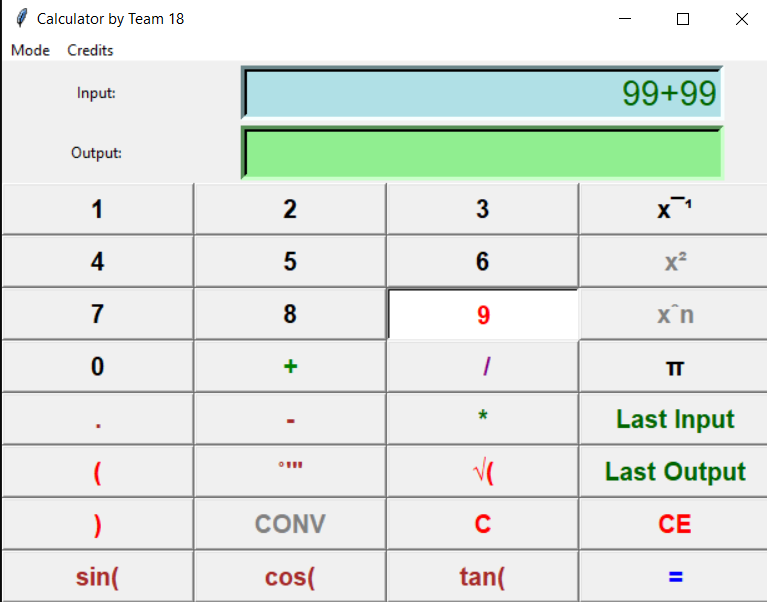 Calculator by Team 18
Mode Credits
Input: 99+99
Output:
1 2 3 x¯¹
4 5 6 x²
7 8 9 xˆn
0 + / π
. - * Last Input
( °'" √( Last Output
) CONV C CE
sin( cos( tan( =